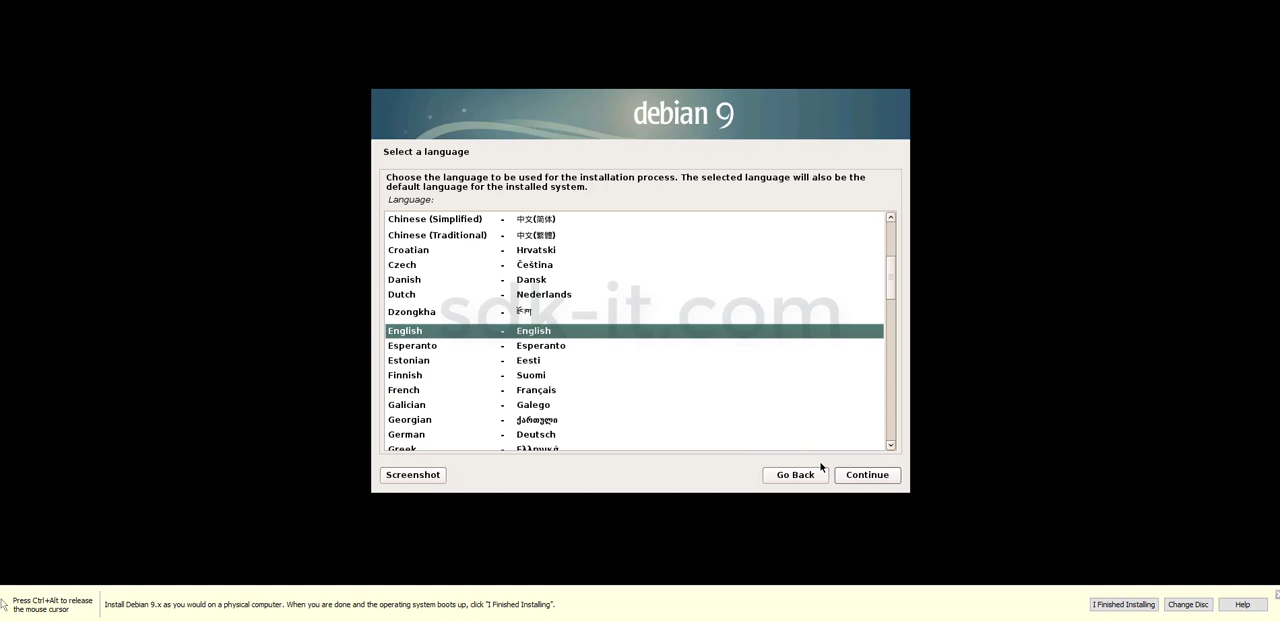 debian 9
Select a language
Choose the language to be used for the installation process. The selected language will also be the
default language for the installed system.
Language:
Chinese (Simplified) - 中文(简体)
Chinese (Traditional) - 中文(繁體)
Croatian - Hrvatski
Czech - Čeština
Danish - Dansk
Dutch - Nederlands
Dzongkha - རྫོང་ཁ།
English - English
Esperanto - Esperanto
Estonian - Eesti
Finnish - Suomi
French - Français
Galician - Galego
Georgian - ქართული
German - Deutsch
Greek - Ελληνικά
sdk-it.com
Screenshot
Go Back
Continue
Press Ctrl+Alt to release
the mouse cursor
Install Debian 9.x as you would on a physical computer. When you are done and the operating system boots up, click "I Finished Installing".
I Finished Installing
Change Disc
Help